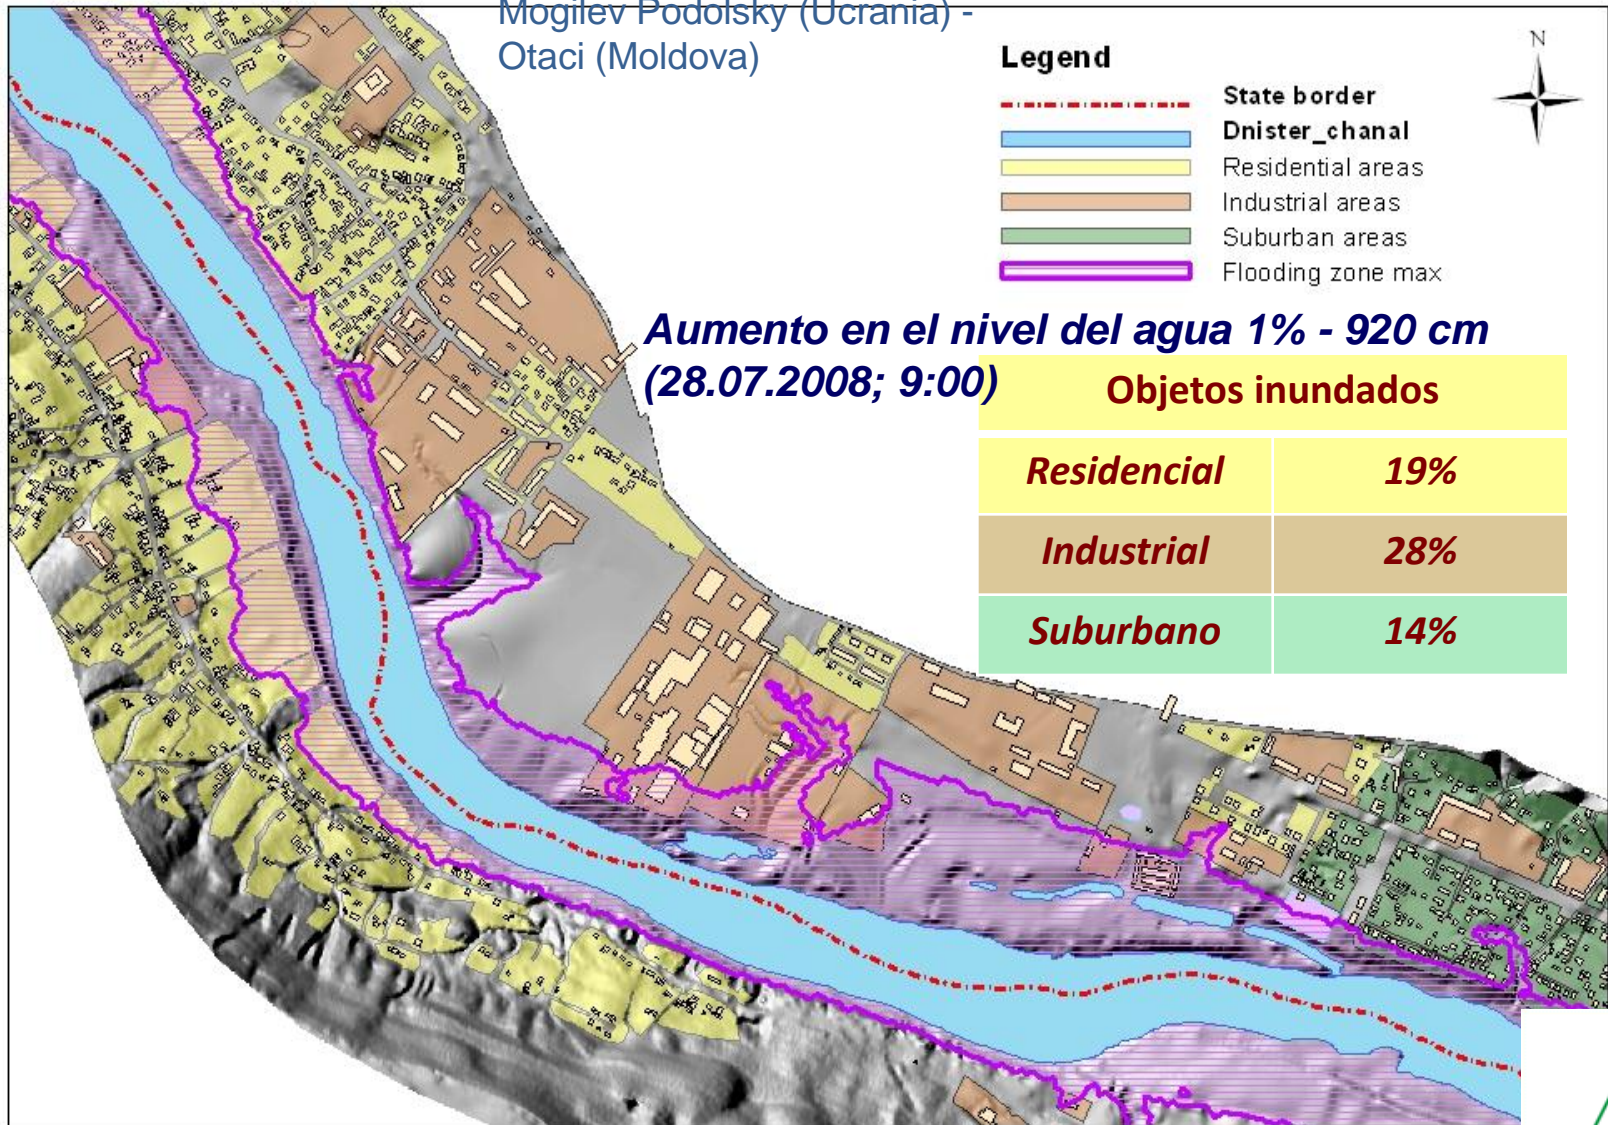 Mogilev Podolsky (Ucrania) -
Otaci (Moldova)
Legend
State border
Dnister_chanal
Residential areas
Industrial areas
Suburban areas
Flooding zone max
N
Aumento en el nivel del agua 1% - 920 cm
(28.07.2008; 9:00)
Objetos inundados
Residencial 19%
Industrial 28%
Suburbano 14%